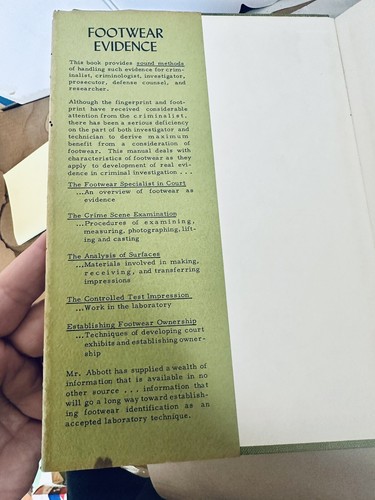 FOOTWEAR
EVIDENCE
This book provides sound methods
of handling such evidence for crim-
inalist, criminologist, investigator,
prosecutor, defense counsel, and
researcher.
Although the fingerprint and foot-
print have received considerable
attention from the criminalist,
there has been a serious deficiency
on the part of both investigator and
technician to derive maximum
benefit from a consideration of
footwear. This manual deals with
characteristics of footwear as they
apply to development of real evi-
dence in criminal investigation . . .
The Footwear Specialist in Court
...An overview of footwear as
evidence
The Crime Scene Examination
...Procedures of examining,
measuring, photographing, lift-
ing and casting
The Analysis of Surfaces
...Materials involved in making,
receiving, and transferring
impressions
The Controlled Test Impression
...Work in the laboratory
Establishing Footwear Ownership
...Techniques of developing court
exhibits and establishing owner-
ship
Mr. Abbott has supplied a wealth of
information that is available in no
other source . . . information that
will go a long way toward establish-
ing footwear identification as an
accepted laboratory technique.